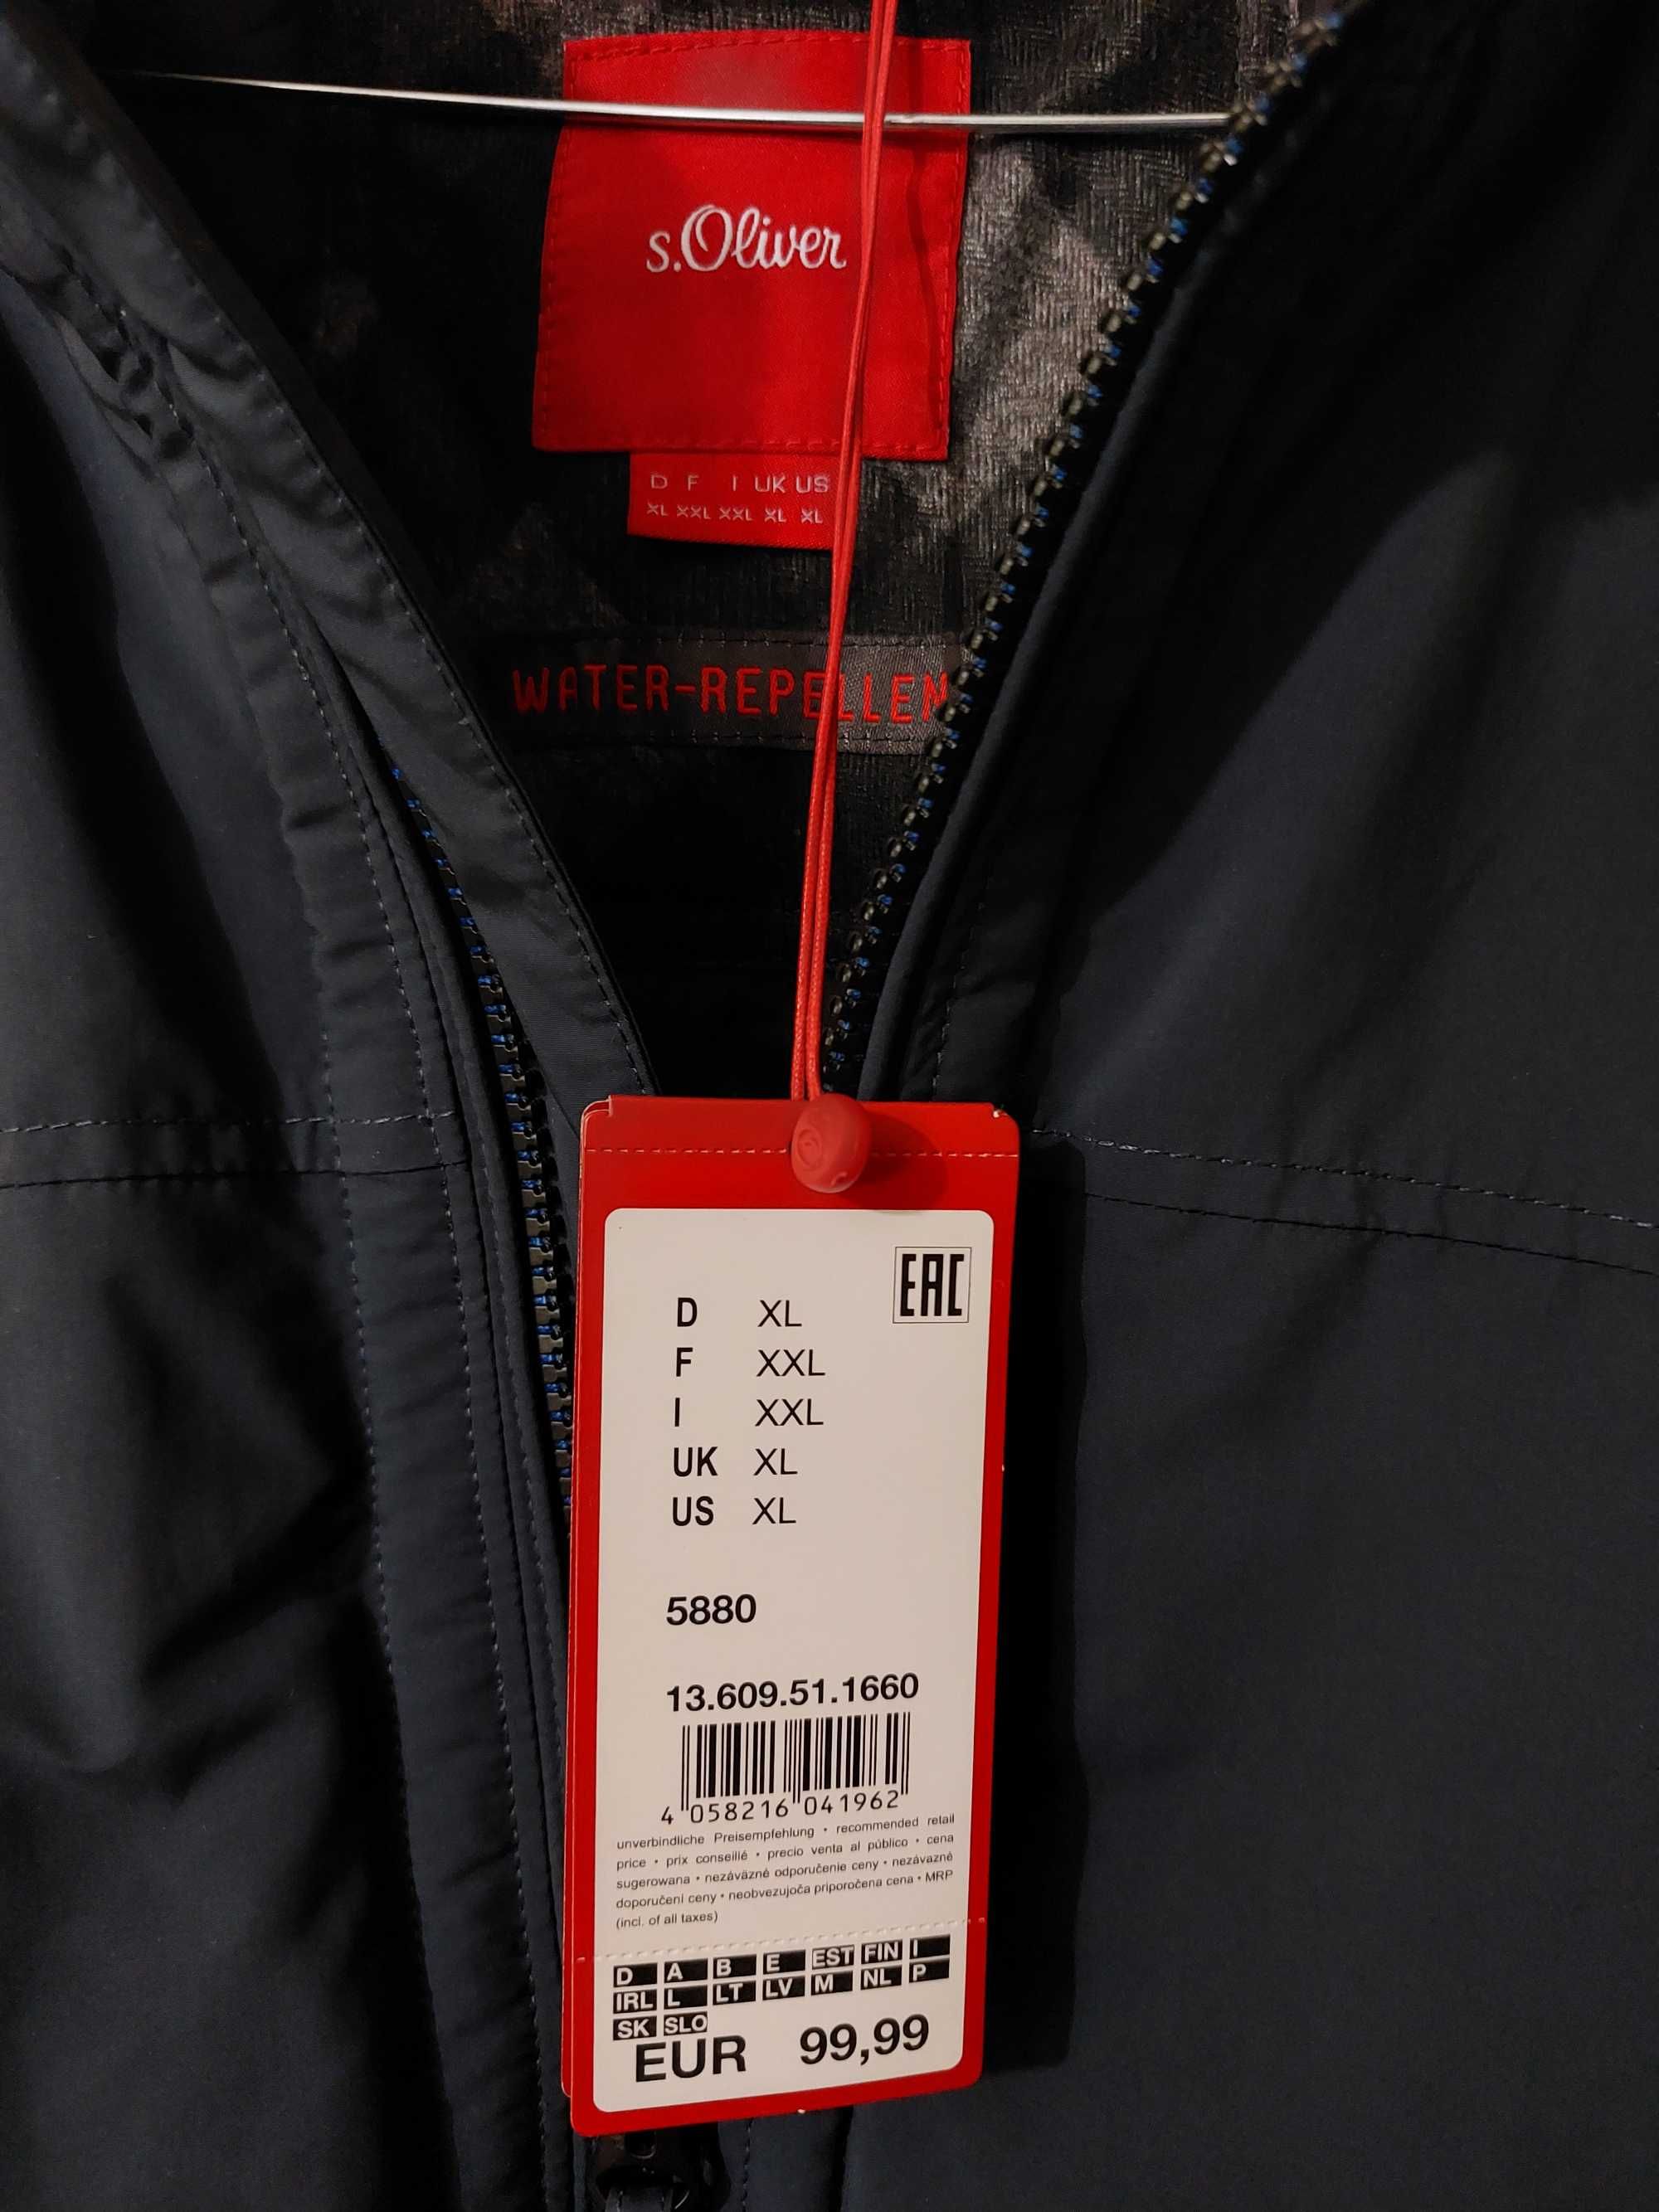 s.Oliver
D F I UK US
XL XXL XXL XL XL
WATER-REPELLEN
EAC
D XL
F XXL
I XXL
UK XL
US XL
5880
13.609.51.1660
4 058216 041962
unverbindliche Preisempfehlung • recommended retail
price • prix conseillé • precio venta al público • cena
sugerowana • nezáväzné odporučenie ceny • nezávazné
doporučení ceny • neobvezujoča priporočena cena • MRP
(incl. of all taxes)
D A B E EST FIN I
IRL L LT LV M NL P
SK SLO
EUR 99,99